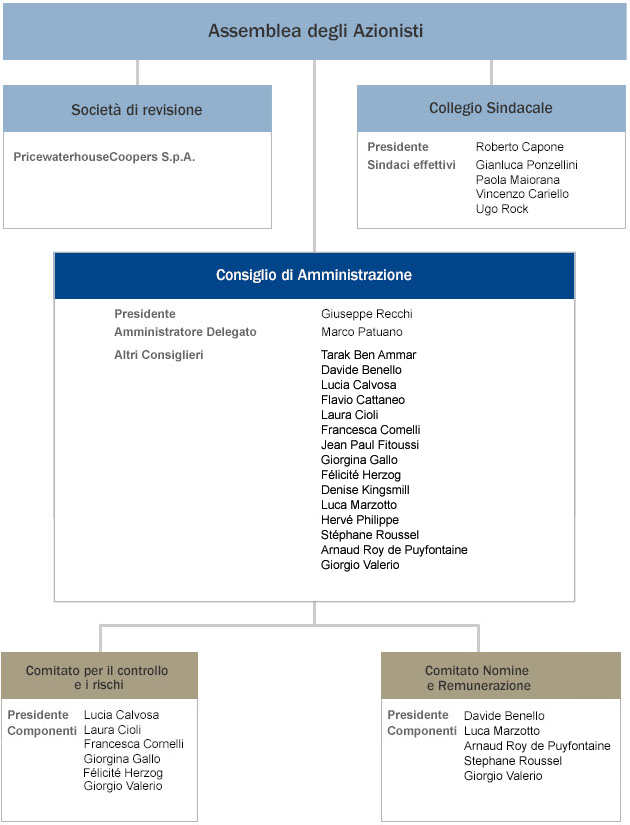 Assemblea degli Azionisti
Società di revisione
PricewaterhouseCoopers S.p.A.
Collegio Sindacale
Presidente Roberto Capone
Sindaci effettivi Gianluca Ponzellini
Paola Maiorana
Vincenzo Cariello
Ugo Rock
Consiglio di Amministrazione
Presidente Giuseppe Recchi
Amministratore Delegato Marco Patuano
Altri Consiglieri Tarak Ben Ammar
Davide Benello
Lucia Calvosa
Flavio Cattaneo
Laura Cioli
Francesca Cornelli
Jean Paul Fitoussi
Giorgina Gallo
Félicité Herzog
Denise Kingsmill
Luca Marzotto
Hervé Philippe
Stéphane Roussel
Arnaud Roy de Puyfontaine
Giorgio Valerio
Comitato per il controllo
e i rischi
Presidente Lucia Calvosa
Componenti Laura Cioli
Francesca Cornelli
Giorgina Gallo
Félicité Herzog
Giorgio Valerio
Comitato Nomine
e Remunerazione
Presidente Davide Benello
Componenti Luca Marzotto
Arnaud Roy de Puyfontaine
Stephane Roussel
Giorgio Valerio